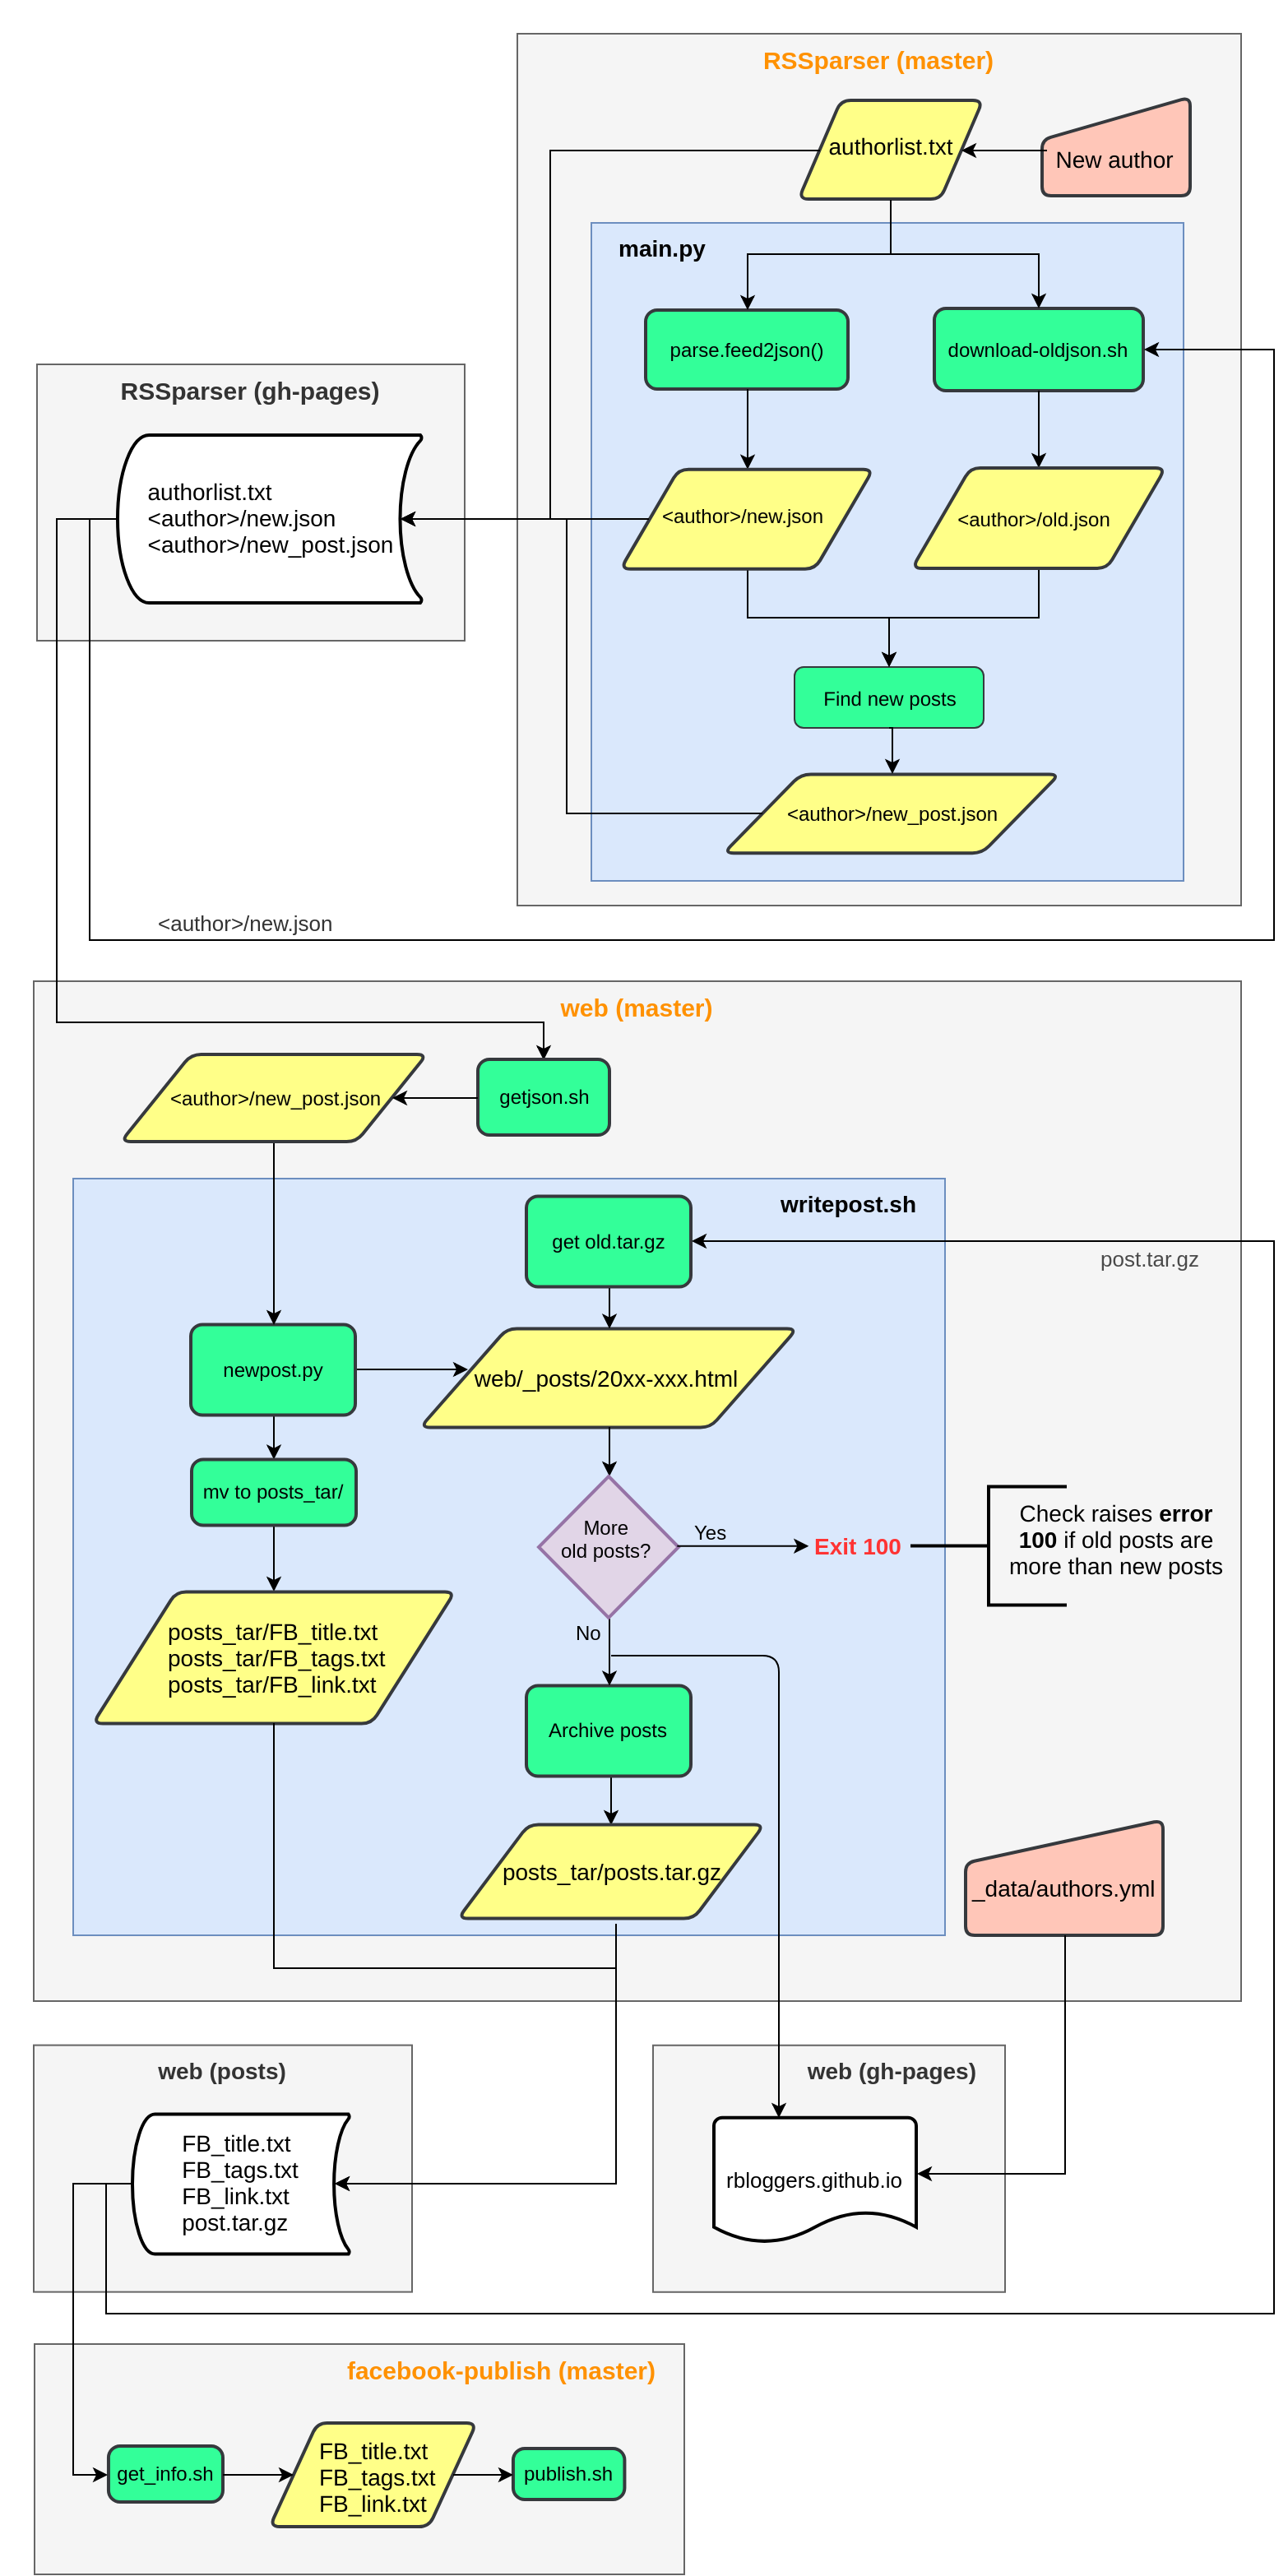 RSSparser (master)
authorlist.txt
New author
main.py
parse.feed2json()
download-oldjson.sh
RSSparser (gh-pages)
authorlist.txt
<author>/new.json
<author>/new_post.json
<author>/new.json
<author>/old.json
Find new posts
<author>/new_post.json
<author>/new.json
web (master)
<author>/new_post.json
getjson.sh
writepost.sh
get old.tar.gz
post.tar.gz
newpost.py
web/_posts/20xx-xxx.html
mv to posts_tar/
More
old posts?
Yes
Exit 100
Check raises error
100 if old posts are
more than new posts
No
posts_tar/FB_title.txt
posts_tar/FB_tags.txt
posts_tar/FB_link.txt
Archive posts
posts_tar/posts.tar.gz
_data/authors.yml
web (posts)
FB_title.txt
FB_tags.txt
FB_link.txt
post.tar.gz
web (gh-pages)
rbloggers.github.io
facebook-publish (master)
get_info.sh
FB_title.txt
FB_tags.txt
FB_link.txt
publish.sh